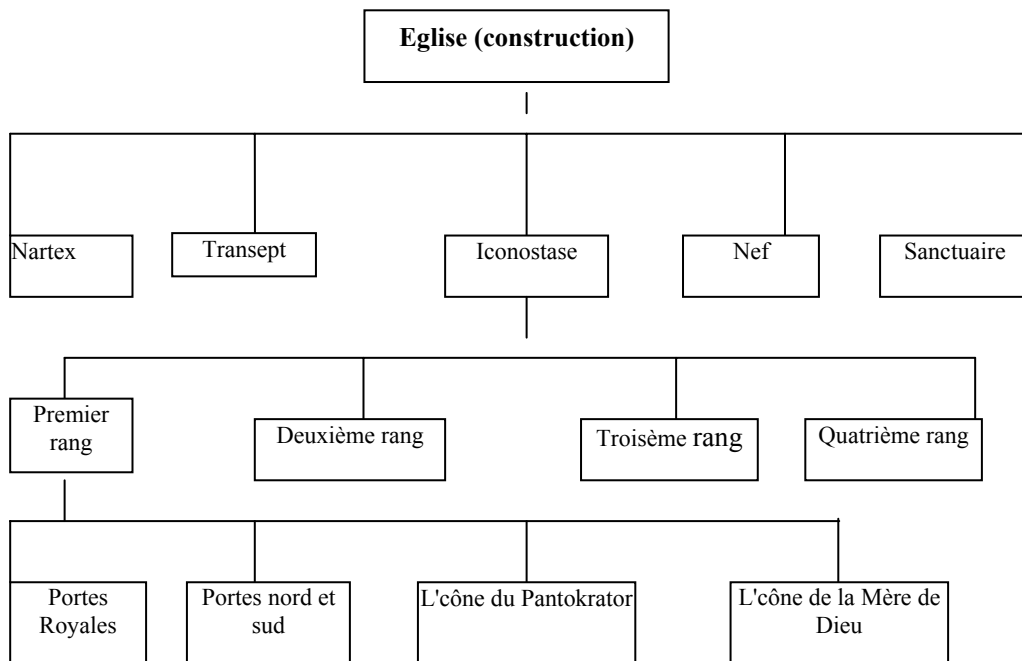 Eglise (construction)
Nartex
Transept
Iconostase
Nef
Sanctuaire
Premier
rang
Deuxième rang
Troisème rang
Quatrième rang
Portes
Royales
Portes nord et
sud
L'cône du Pantokrator
L'cône de la Mère de
Dieu